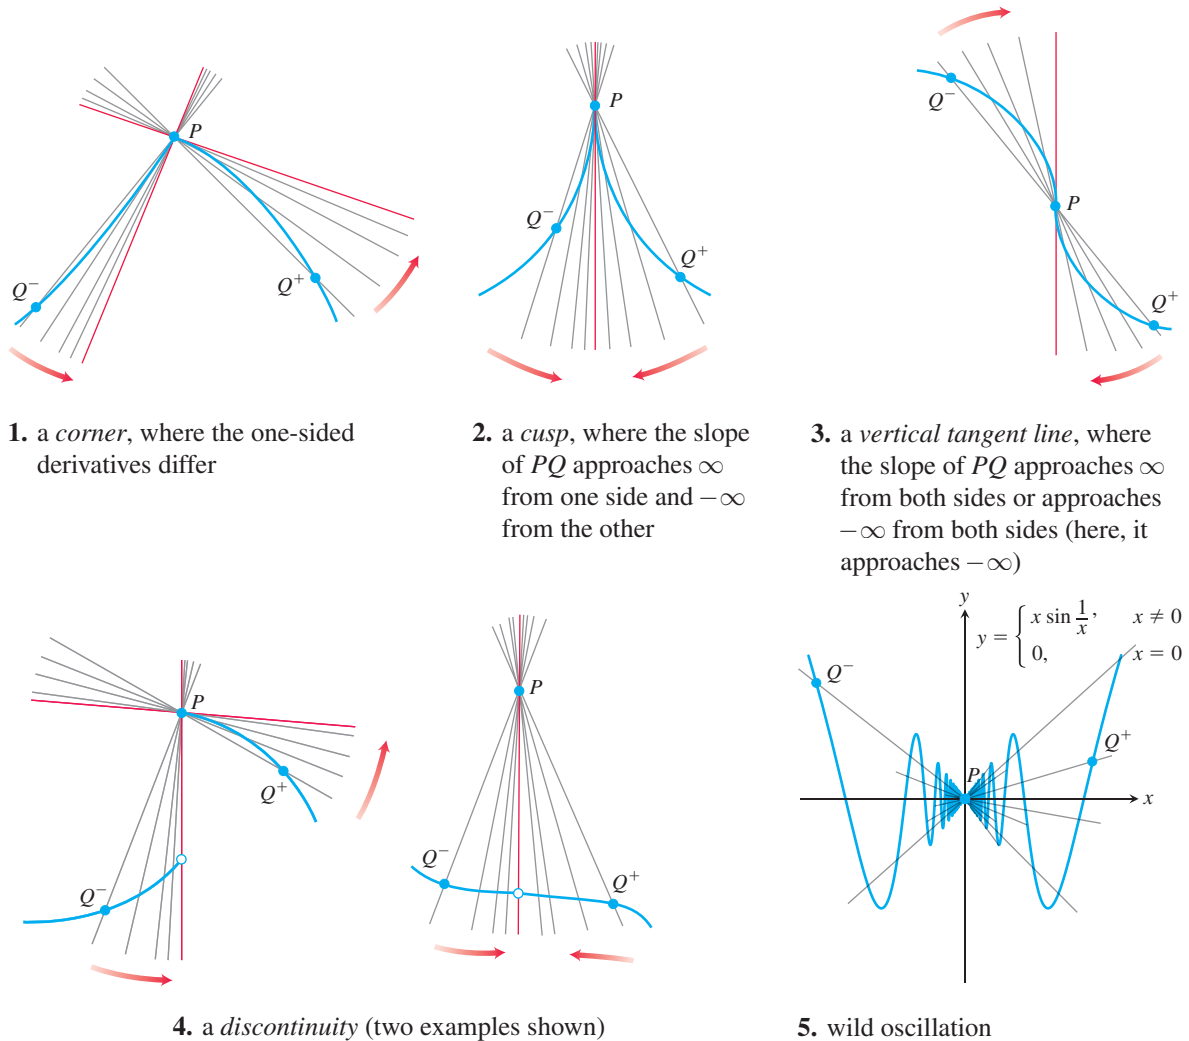 P
Q⁻
Q⁺
P
Q⁻
Q⁺
Q⁻
P
Q⁺
1. a corner, where the one-sided
derivatives differ
2. a cusp, where the slope
of PQ approaches ∞
from one side and −∞
from the other
3. a vertical tangent line, where
the slope of PQ approaches ∞
from both sides or approaches
−∞ from both sides (here, it
approaches −∞)
P
Q⁺
Q⁻
P
Q⁻
Q⁺
y
y = { x sin 1/x, x ≠ 0
0, x = 0
Q⁻
Q⁺
P
x
4. a discontinuity (two examples shown)
5. wild oscillation